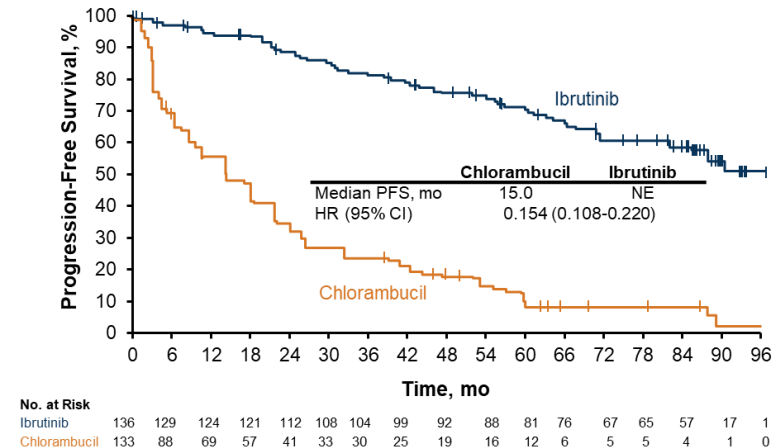 Progression-Free Survival, %
100
90
80
70
60
50
40
30
20
10
0
Ibrutinib
Chlorambucil Ibrutinib
Median PFS, mo 15.0 NE
HR (95% CI) 0.154 (0.108-0.220)
Chlorambucil
0 6 12 18 24 30 36 42 48 54 60 66 72 78 84 90 96
Time, mo
No. at Risk
Ibrutinib 136 129 124 121 112 108 104 99 92 88 81 76 67 65 57 17 1
Chlorambucil 133 88 69 57 41 33 30 25 19 16 12 6 5 5 4 1 0